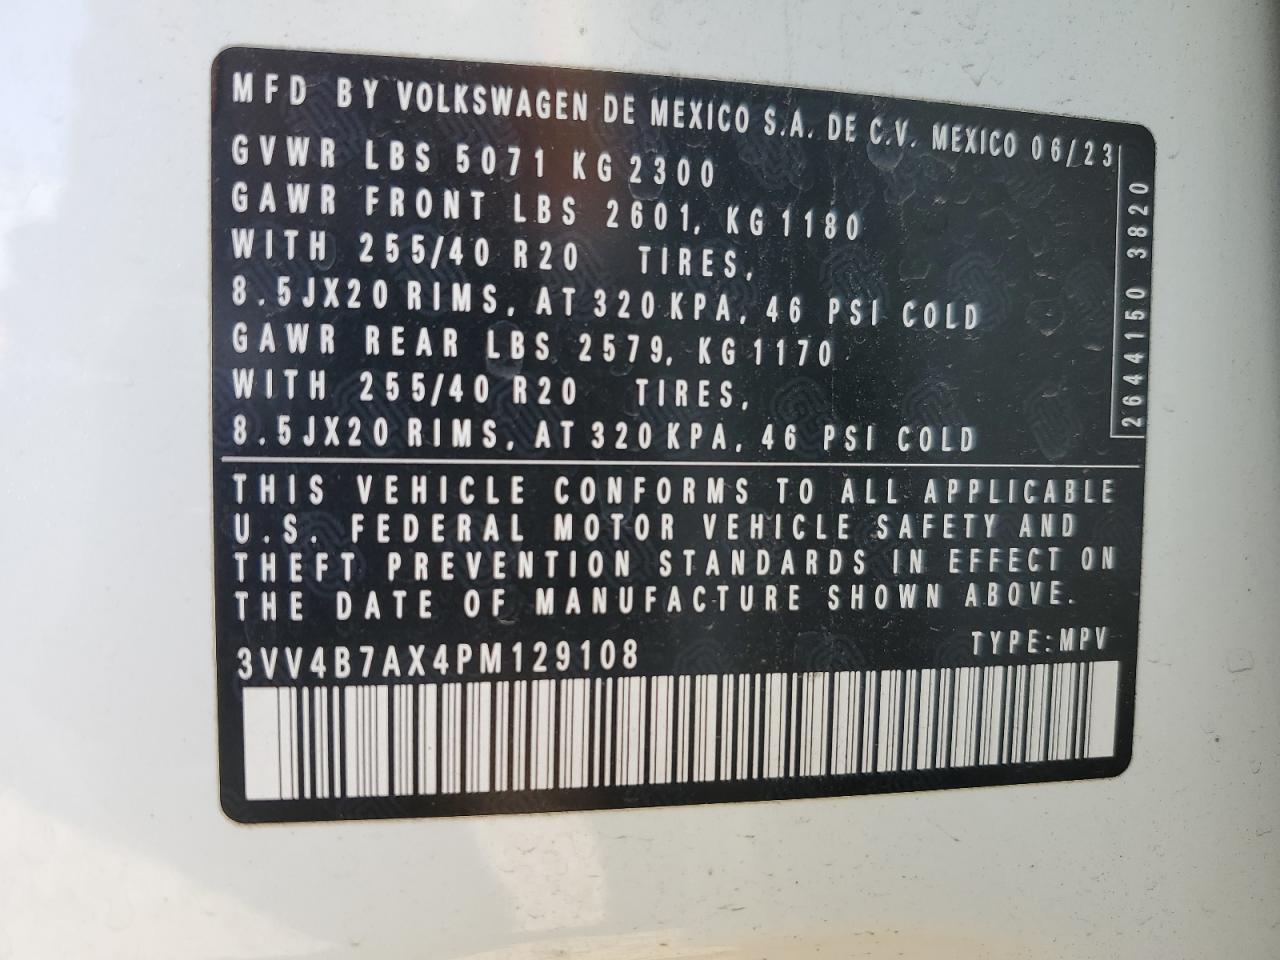 MFD BY VOLKSWAGEN DE MEXICO S.A. DE C.V. MEXICO 06/23
GVWR LBS 5071 KG 2300
GAWR FRONT LBS 2601, KG 1180
WITH 255/40 R20 TIRES,
8.5JX20 RIMS, AT 320 KPA, 46 PSI COLD
GAWR REAR LBS 2579, KG 1170
WITH 255/40 R20 TIRES,
8.5JX20 RIMS, AT 320 KPA, 46 PSI COLD
2644150 3820
THIS VEHICLE CONFORMS TO ALL APPLICABLE
U.S. FEDERAL MOTOR VEHICLE SAFETY AND
THEFT PREVENTION STANDARDS IN EFFECT ON
THE DATE OF MANUFACTURE SHOWN ABOVE.
3VV4B7AX4PM129108 TYPE:MPV